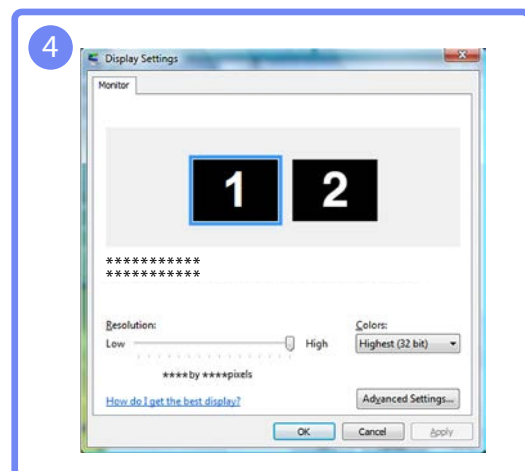 4
Display Settings
Monitor
1 2
***********
***********
Resolution: Colors:
Low High Highest (32 bit)
**** by **** pixels
How do I get the best display? Advanced Settings...
OK Cancel Apply